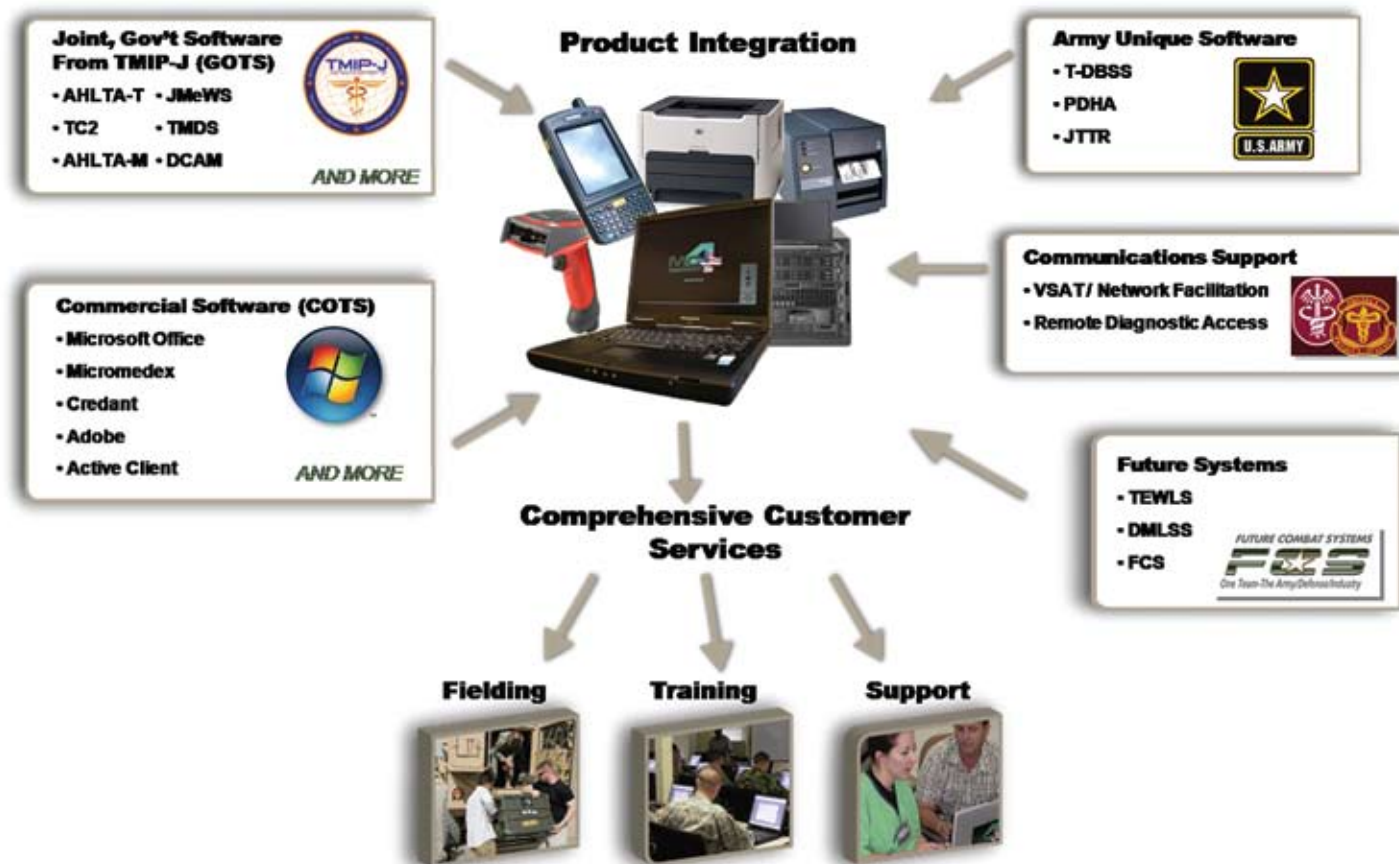 Joint, Gov't Software
From TMIP-J (GOTS)
• AHLTA-T • JMeWS
• TC2 • TMDS
• AHLTA-M • DCAM
TMIP-J
AND MORE
Product Integration
Army Unique Software
• T-DBSS
• PDHA
• JTTR
U.S.ARMY
Commercial Software (COTS)
• Microsoft Office
• Micromedex
• Credant
• Adobe
• Active Client
AND MORE
MC4
Communications Support
• VSAT / Network Facilitation
• Remote Diagnostic Access
Future Systems
• TEWLS
• DMLSS
• FCS
FUTURE COMBAT SYSTEMS
FCS
One Team-The Army/Defense/Industry
Comprehensive Customer
Services
Fielding
Training
Support